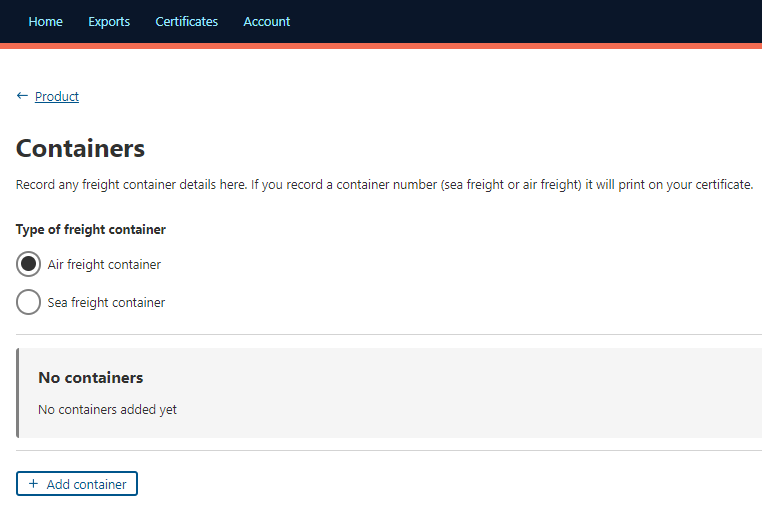 Home Exports Certificates Account
← Product
Containers
Record any freight container details here. If you record a container number (sea freight or air freight) it will print on your certificate.
Type of freight container
Air freight container
Sea freight container
No containers
No containers added yet
+ Add container